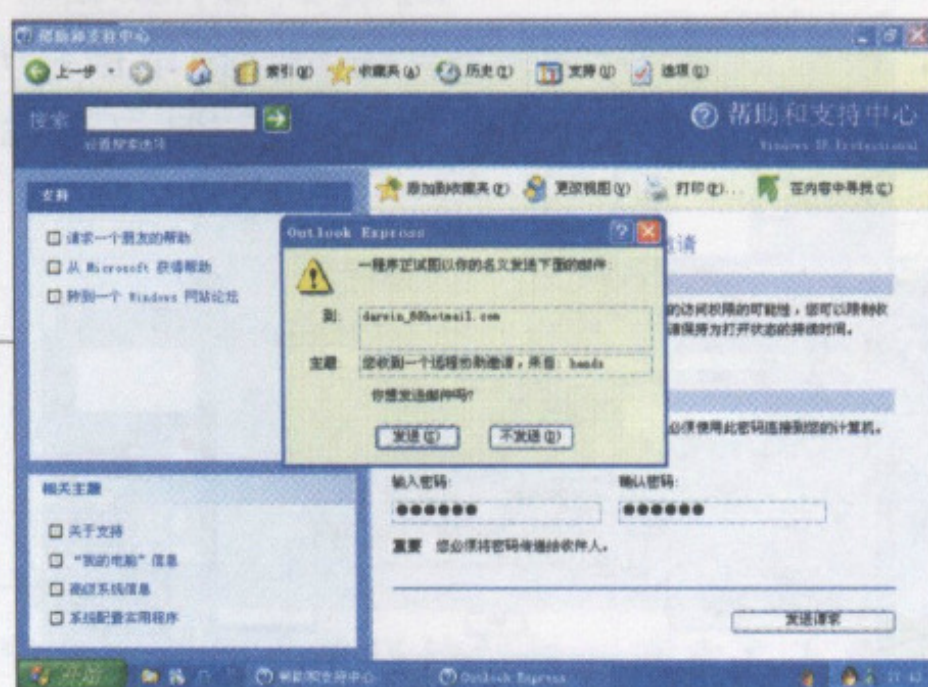 帮助和支持中心
上一步 索引(D) 收藏夹(A) 历史(I) 支持(U) 选项(O)
搜索
设置搜索选项
帮助和支持中心
Windows XP Professional
支持
请求一个朋友的帮助
从 Microsoft 获得帮助
转到一个 Windows 网站论坛
添加到收藏夹 更改视图(V) 打印(P)... 在内容中寻找(C)
邀请
的访问权限的可能性，您可以限制收
请保持为打开状态的持续时间。
Outlook Express
一程序正试图以你的名义发送下面的邮件：
到:
主题: 您收到一个远程协助邀请，来自: hands
你想发送邮件吗?
发送(S) 不发送(D)
必须使用此密码连接到您的计算机。
输入密码: 确认密码:
●●●●●● ●●●●●●
重要 您必须将密码传递给收件人。
发送请求
相关主题
关于支持
“我的电脑”信息
高级系统信息
系统配置实用程序
开始 帮助和支持中心 Outlook Express